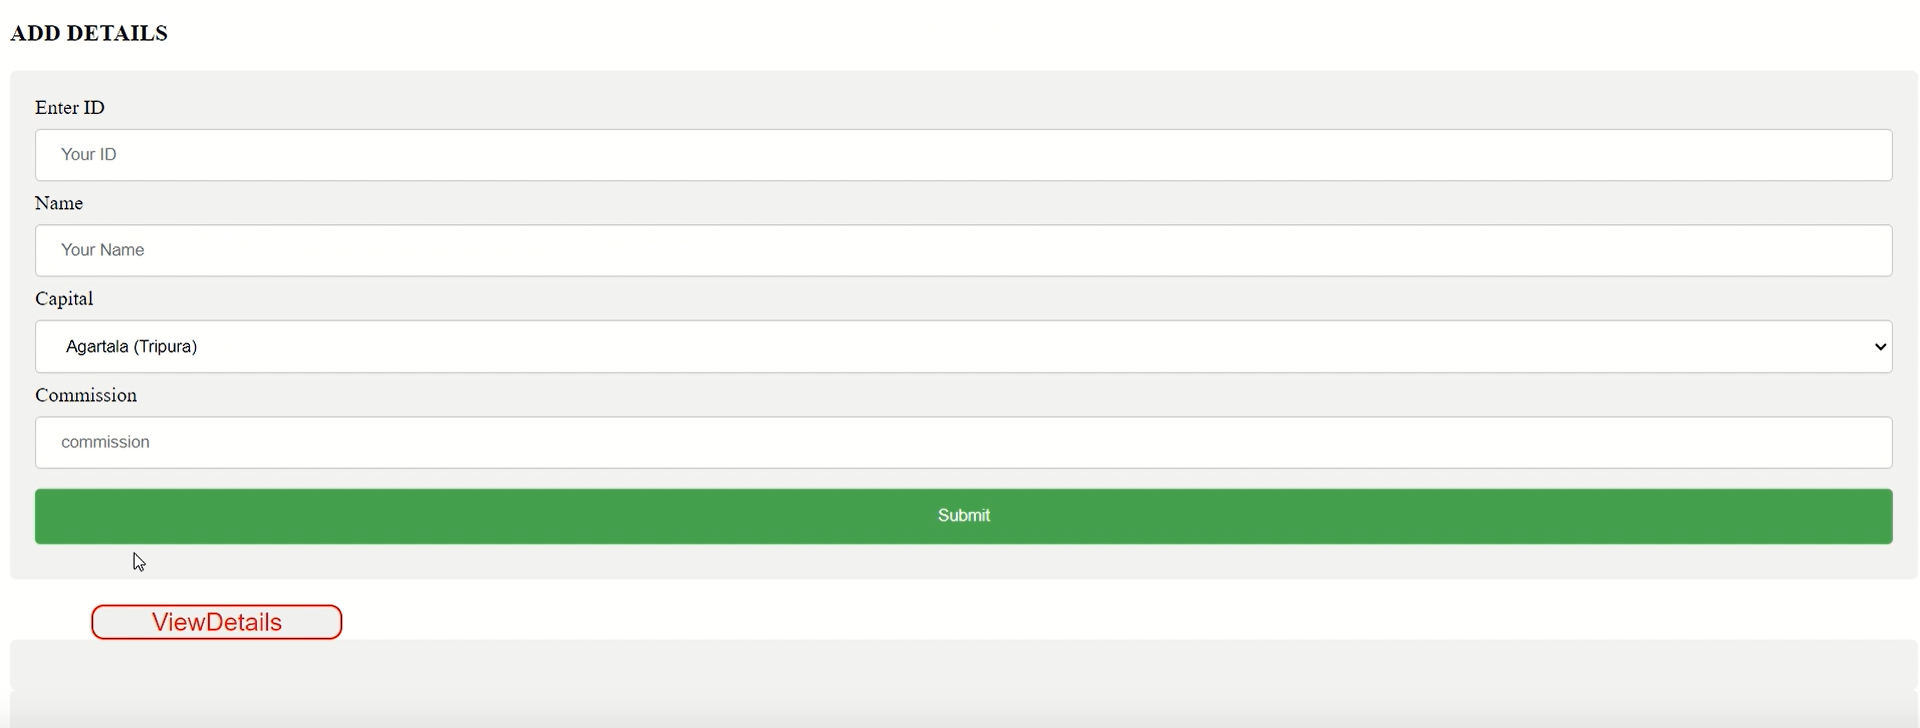 ADD DETAILS
Enter ID
Your ID
Name
Your Name
Capital
Agartala (Tripura)
Commission
commission
Submit
ViewDetails